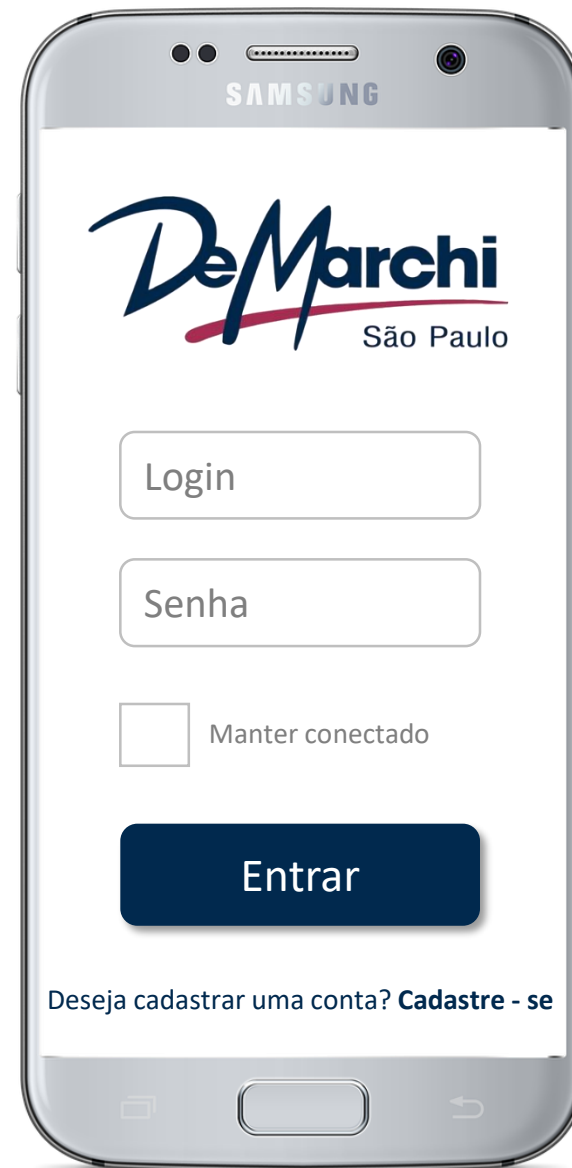 SAMSUNG
DeMarchi
São Paulo
Login
Senha
Manter conectado
Entrar
Deseja cadastrar uma conta? Cadastre - se